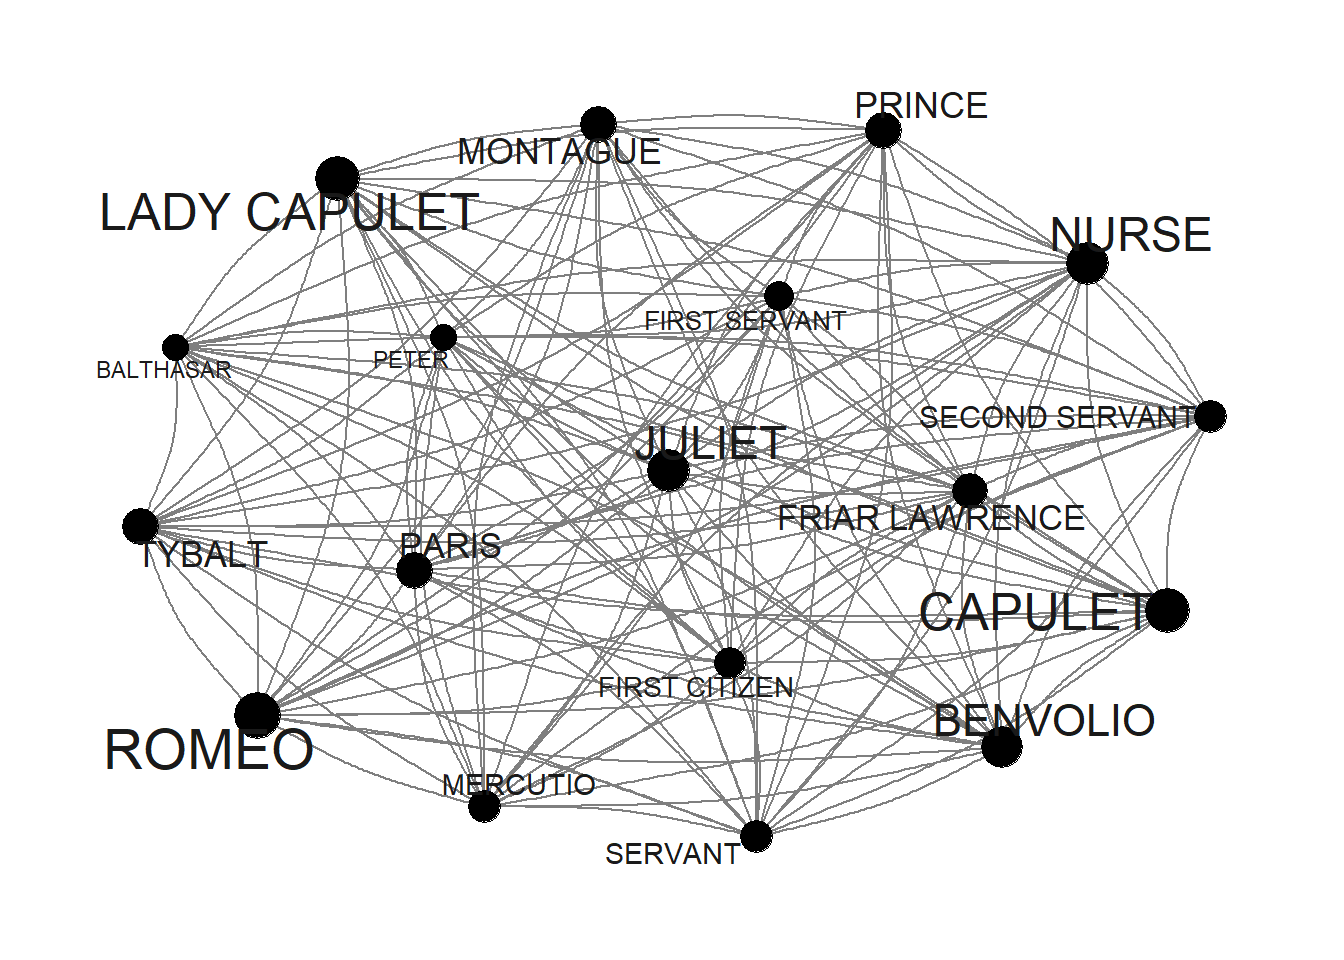 PRINCE
MONTAGUE
LADY CAPULET
NURSE
FIRST SERVANT
PETER
BALTHASAR
SECOND SERVANT
JULIET
FRIAR LAWRENCE
PARIS
TYBALT
CAPULET
FIRST CITIZEN
BENVOLIO
ROMEO
MERCUTIO
SERVANT